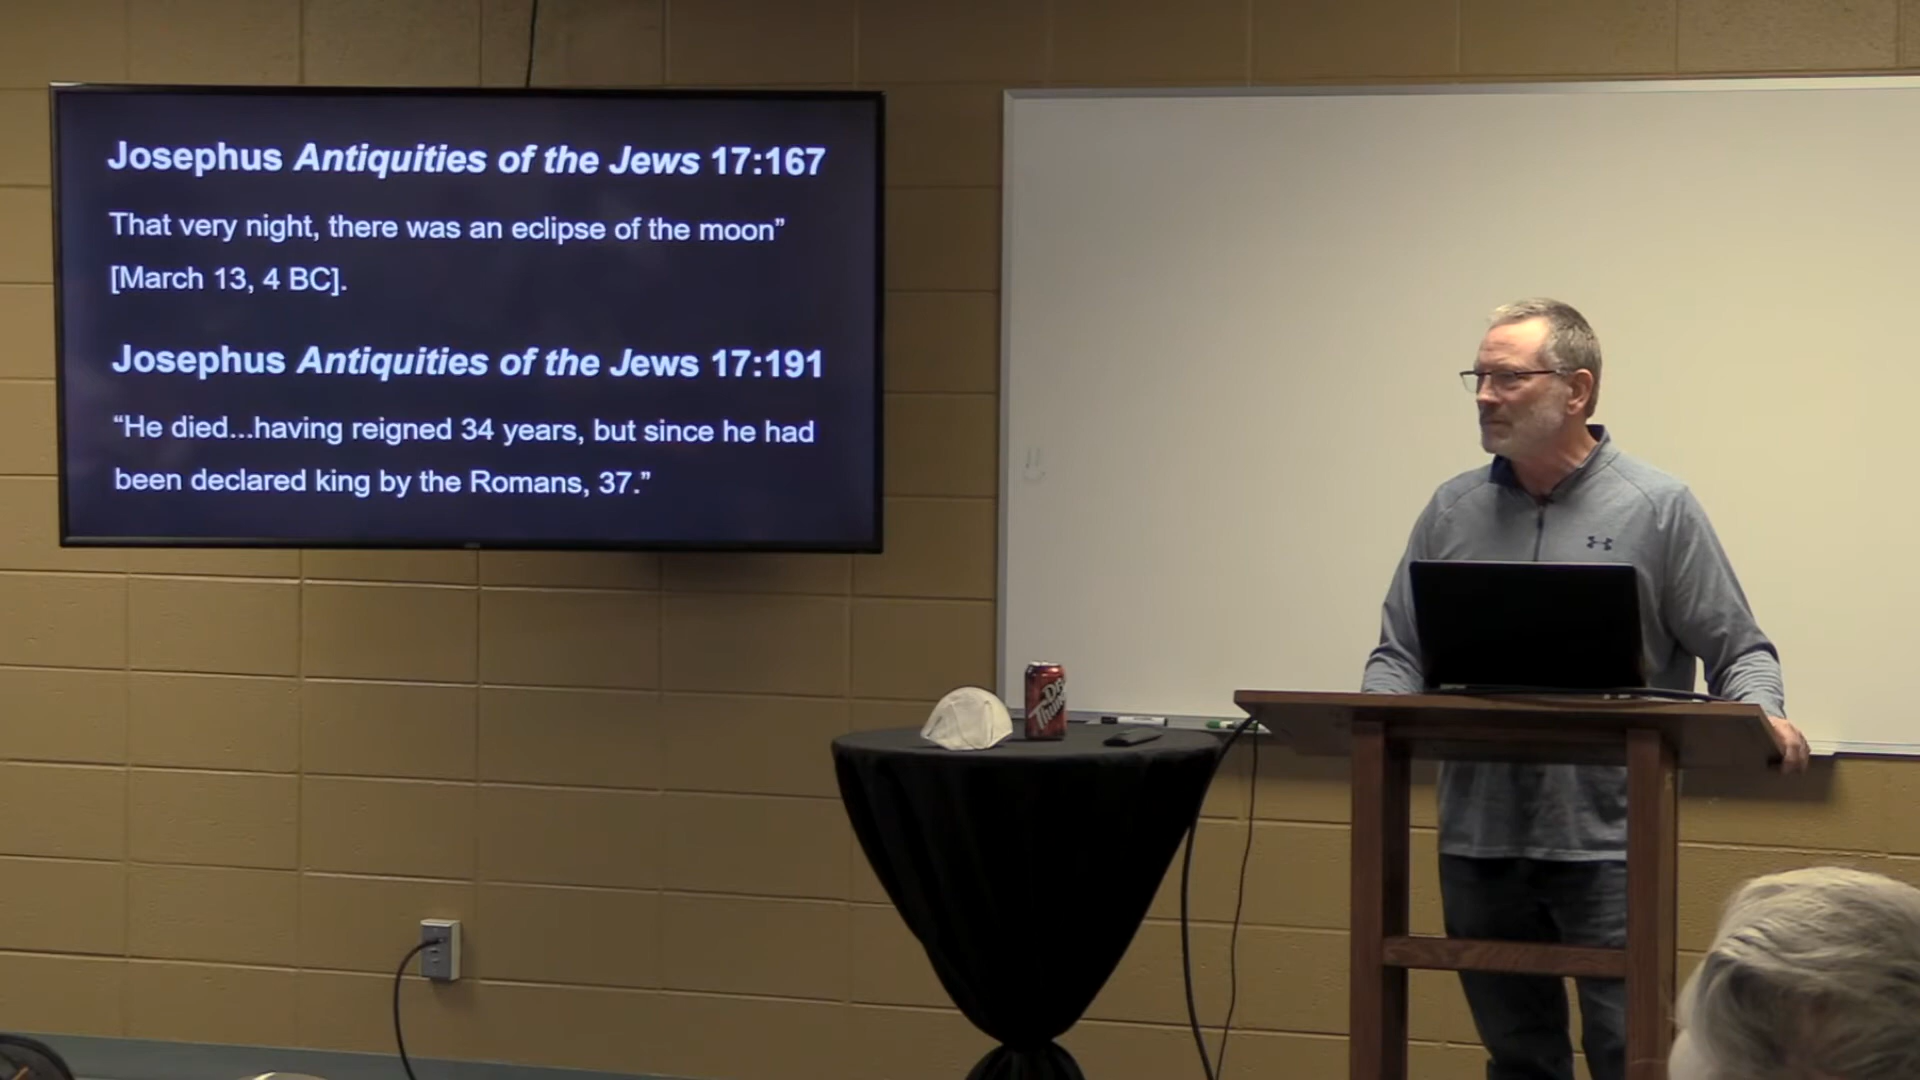 Josephus Antiquities of the Jews 17:167
That very night, there was an eclipse of the moon”
[March 13, 4 BC].
Josephus Antiquities of the Jews 17:191
“He died...having reigned 34 years, but since he had
been declared king by the Romans, 37.”
Dr
Thunder